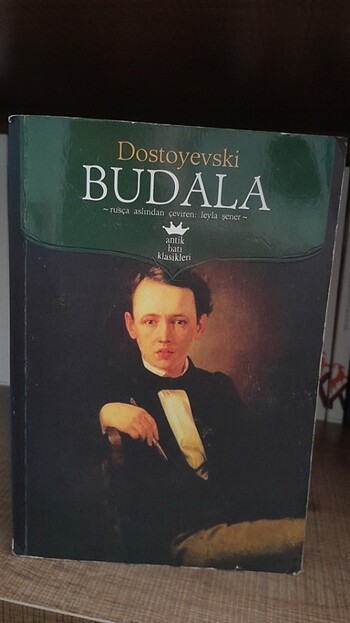 Dostoyevski
BUDALA
~ rusça aslından çeviren: leyla şener ~
antik
batı
klasikleri